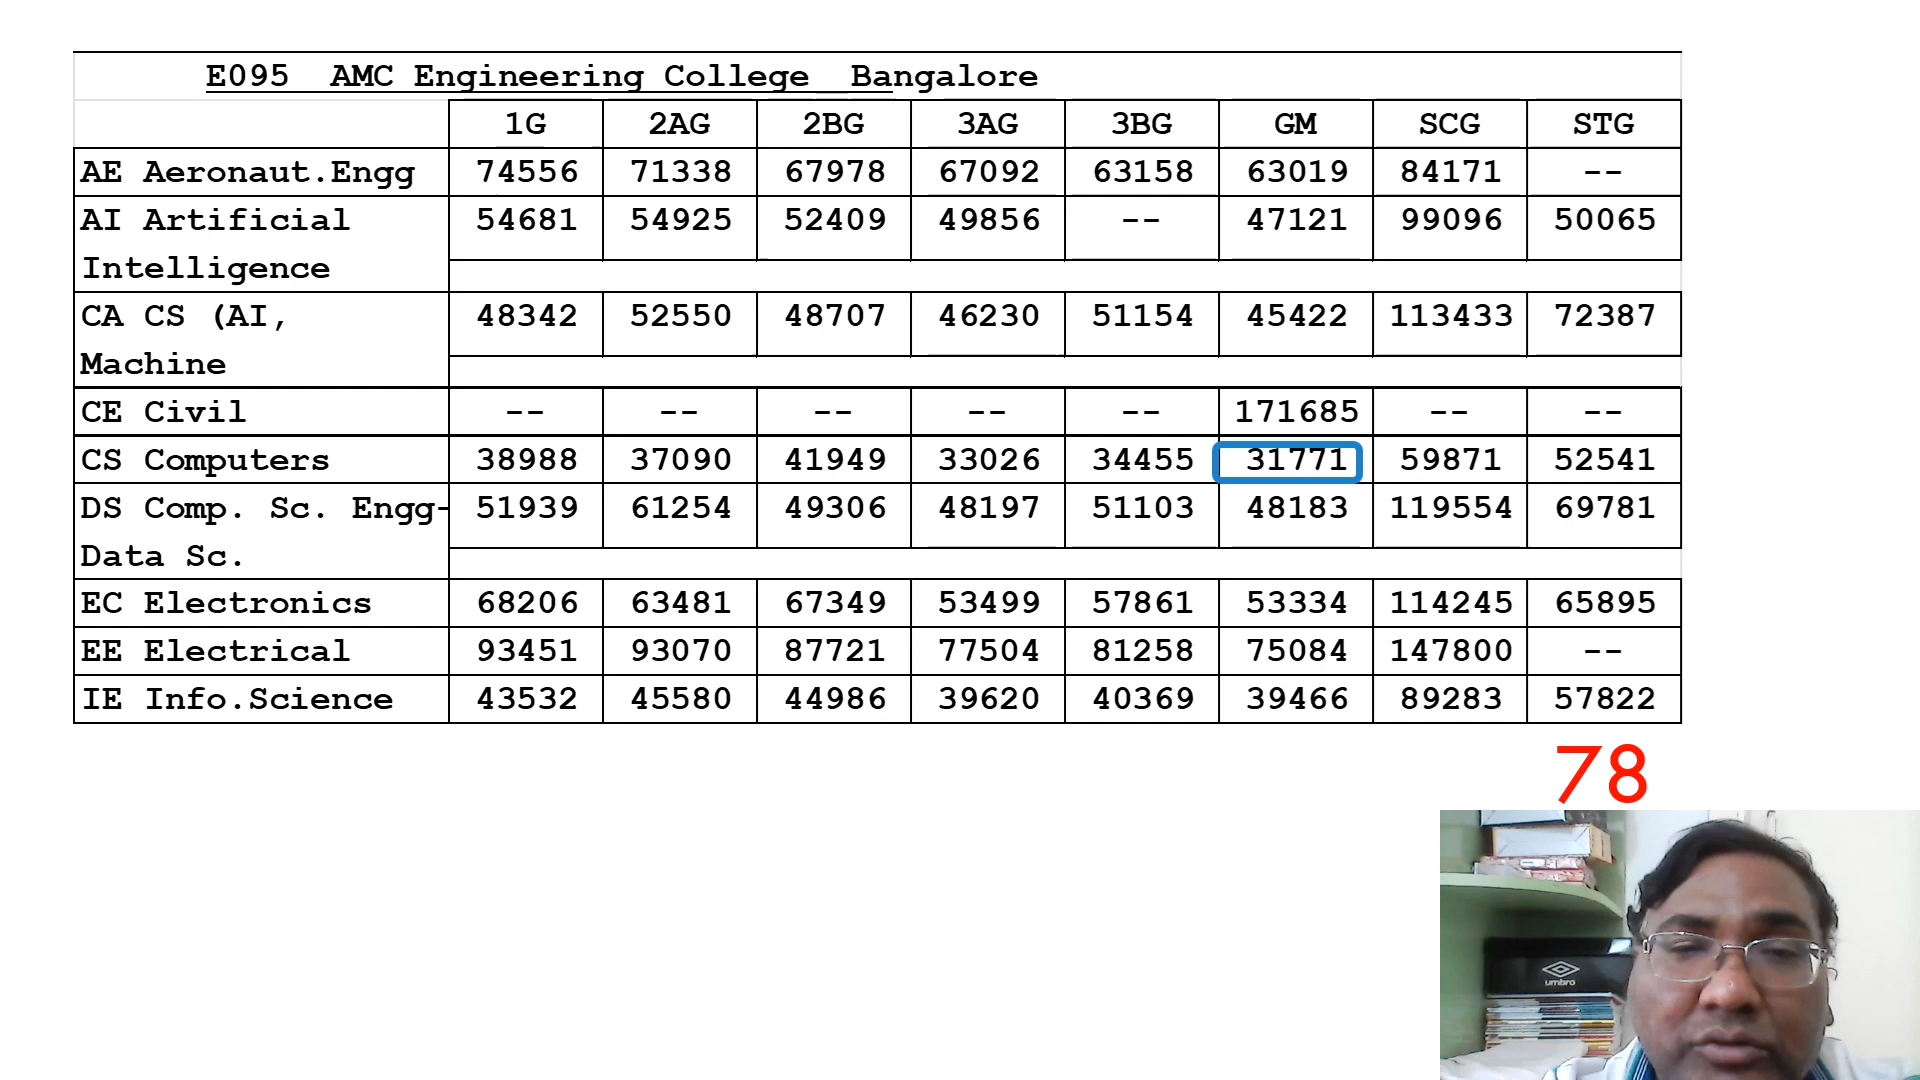 E095 AMC Engineering College Bangalore
1G 2AG 2BG 3AG 3BG GM SCG STG
AE Aeronaut.Engg 74556 71338 67978 67092 63158 63019 84171 --
AI Artificial 54681 54925 52409 49856 -- 47121 99096 50065
Intelligence
CA CS (AI, 48342 52550 48707 46230 51154 45422 113433 72387
Machine
CE Civil -- -- -- -- -- 171685 -- --
CS Computers 38988 37090 41949 33026 34455 31771 59871 52541
DS Comp. Sc. Engg- 51939 61254 49306 48197 51103 48183 119554 69781
Data Sc.
EC Electronics 68206 63481 67349 53499 57861 53334 114245 65895
EE Electrical 93451 93070 87721 77504 81258 75084 147800 --
IE Info.Science 43532 45580 44986 39620 40369 39466 89283 57822
78
umbro